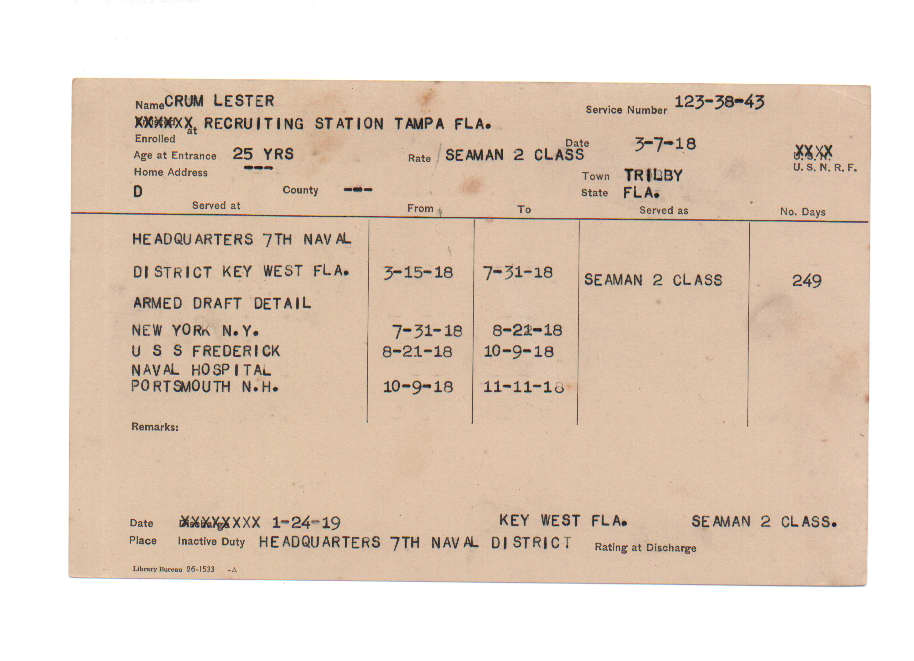 Name CRUM LESTER Service Number 123-38-43
XXXXXX at RECRUITING STATION TAMPA FLA.
Enrolled Date 3-7-18
Age at Entrance 25 YRS Rate SEAMAN 2 CLASS XXXX
U. S. N. R. F.
Home Address --- Town TRILBY
D County --- State FLA.
Served at From To Served as No. Days
HEADQUARTERS 7TH NAVAL
DISTRICT KEY WEST FLA. 3-15-18 7-31-18 SEAMAN 2 CLASS 249
ARMED DRAFT DETAIL
NEW YORK N.Y. 7-31-18 8-21-18
U S S FREDERICK 8-21-18 10-9-18
NAVAL HOSPITAL
PORTSMOUTH N.H. 10-9-18 11-11-18
Remarks:
Date XXXXXXXX 1-24-19 KEY WEST FLA. SEAMAN 2 CLASS.
Place Inactive Duty HEADQUARTERS 7TH NAVAL DISTRICT Rating at Discharge
Library Bureau 26-1533